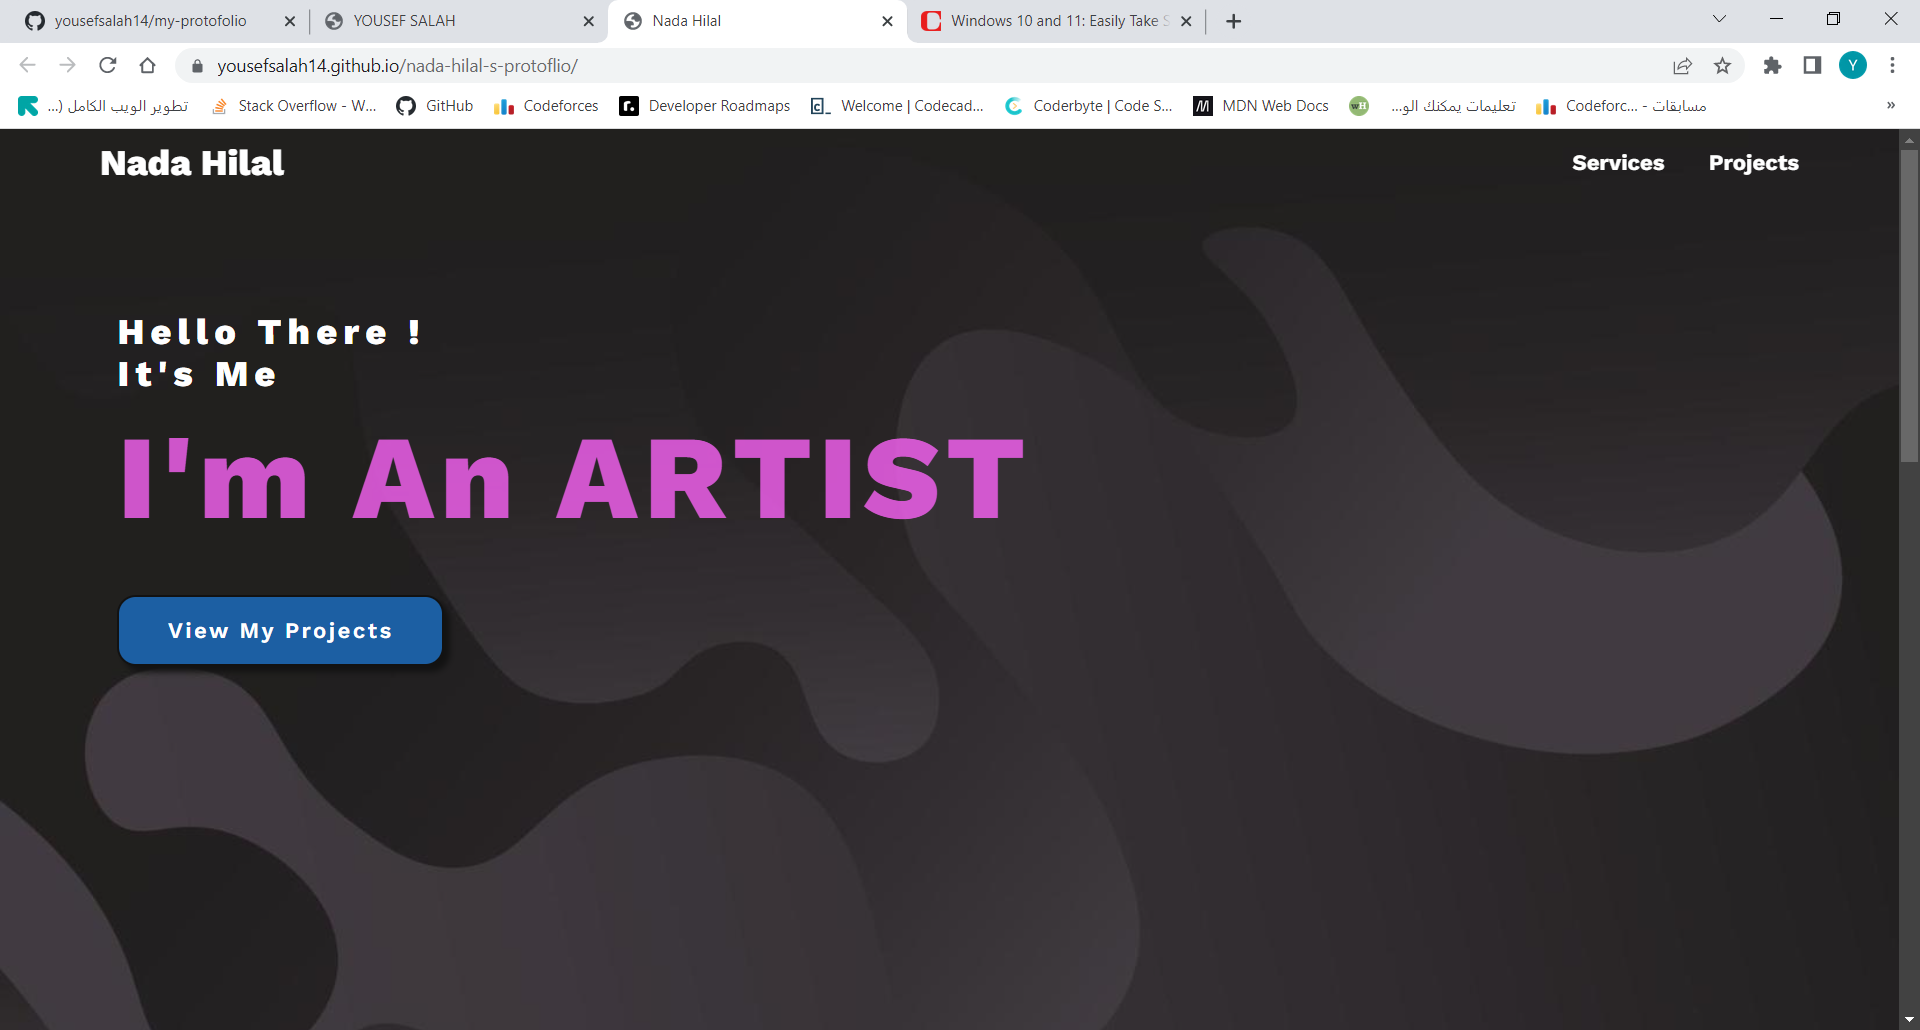 yousefsalah14/my-protofolio
YOUSEF SALAH
Nada Hilal
Windows 10 and 11: Easily Take S
yousefsalah14.github.io/nada-hilal-s-protoflio/
Y
تطوير الويب الكامل (...
Stack Overflow - W...
GitHub
Codeforces
Developer Roadmaps
Welcome | Codecad...
Coderbyte | Code S...
MDN Web Docs
تعليمات يمكنك الو...
مسابقات - Codeforc...
Nada Hilal
Services
Projects
Hello There !
It's Me
I'm An ARTIST
View My Projects